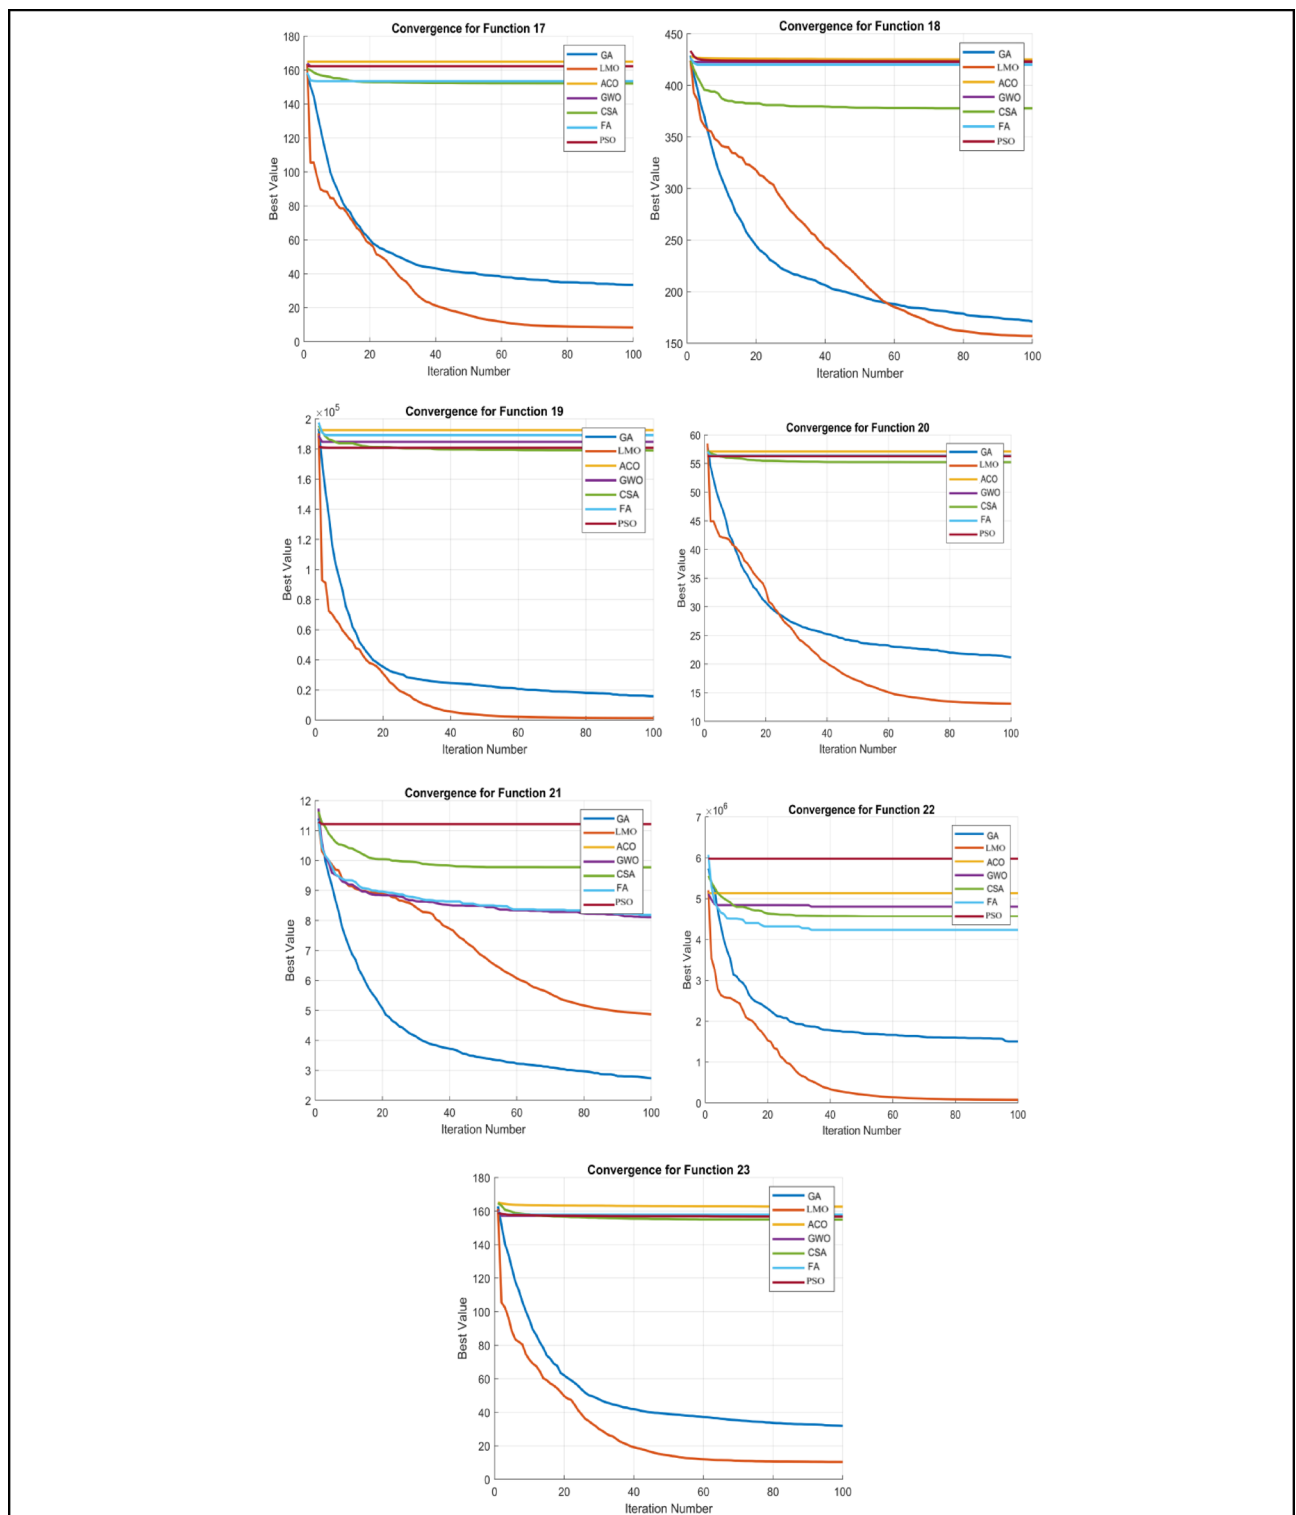 Convergence for Function 17
180
160
140
120
100
80
60
40
20
0
Best Value
0 20 40 60 80 100
Iteration Number
GA
LMO
ACO
GWO
CSA
FA
PSO
Convergence for Function 18
450
400
350
300
250
200
150
Best Value
0 20 40 60 80 100
Iteration Number
GA
LMO
ACO
GWO
CSA
FA
PSO
Convergence for Function 19
×10^5
2
1.8
1.6
1.4
1.2
1
0.8
0.6
0.4
0.2
0
Best Value
0 20 40 60 80 100
Iteration Number
GA
LMO
ACO
GWO
CSA
FA
PSO
Convergence for Function 20
60
55
50
45
40
35
30
25
20
15
10
Best Value
0 20 40 60 80 100
Iteration Number
GA
LMO
ACO
GWO
CSA
FA
PSO
Convergence for Function 21
12
11
10
9
8
7
6
5
4
3
2
Best Value
0 20 40 60 80 100
Iteration Number
GA
LMO
ACO
GWO
CSA
FA
PSO
Convergence for Function 22
×10^6
7
6
5
4
3
2
1
0
Best Value
0 20 40 60 80 100
Iteration Number
GA
LMO
ACO
GWO
CSA
FA
PSO
Convergence for Function 23
180
160
140
120
100
80
60
40
20
0
Best Value
0 20 40 60 80 100
Iteration Number
GA
LMO
ACO
GWO
CSA
FA
PSO